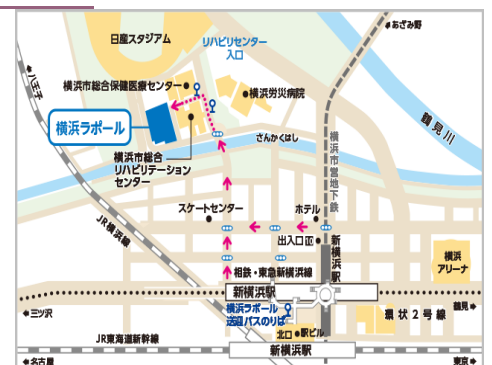 日産スタジアム
リハビリセンター
入口
←あざみ野
←八王子
横浜市総合保健医療センター
横浜労災病院
横浜ラポール
さんかくはし
鶴見川
横浜市総合
リハビリテーション
センター
横浜市営地下鉄
スケートセンター
ホテル
JR横浜線
出入口10
新横浜駅
横浜
アリーナ
相鉄・東急新横浜線
新横浜駅
横浜ラポール
送迎バスのりば
環状2号線
鶴見→
←三ツ沢
北口
駅ビル
JR東海道新幹線
新横浜駅
←名古屋
東京→